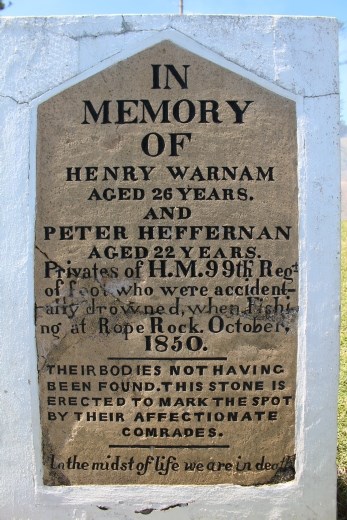 IN
MEMORY
OF
HENRY WARNAM
AGED 26 YEARS.
AND
PETER HEFFERNAN
AGED 22 YEARS.
Privates of H.M. 99th Regt
of foot who were accident-
ally drowned, when Fishi
ng at Rope Rock. October,
1850.
THEIR BODIES NOT HAVING
BEEN FOUND. THIS STONE IS
ERECTED TO MARK THE SPOT
BY THEIR AFFECTIONATE
COMRADES.
In the midst of life we are in death